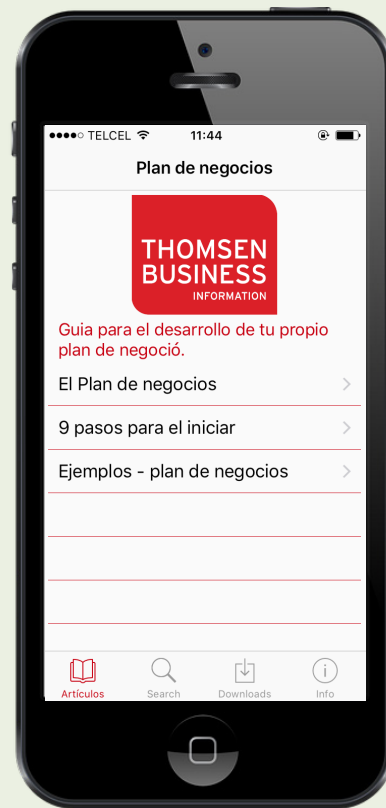 TELCEL 11:44
Plan de negocios
THOMSEN
BUSINESS
INFORMATION
Guia para el desarrollo de tu propio
plan de negoció.
El Plan de negocios
9 pasos para el iniciar
Ejemplos - plan de negocios
Artículos Search Downloads Info